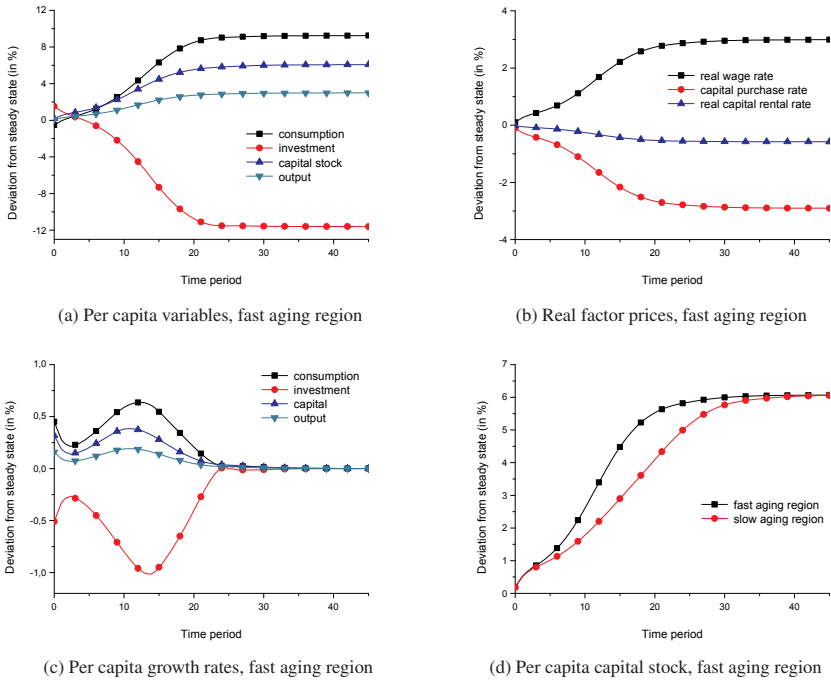 Deviation from steady state (in %)
12
8
4
0
-4
-8
-12
0 10 20 30 40
consumption
investment
capital stock
output
Time period
(a) Per capita variables, fast aging region
Deviation from steady state (in %)
4
2
0
-2
-4
0 10 20 30 40
real wage rate
capital purchase rate
real capital rental rate
Time period
(b) Real factor prices, fast aging region
Deviation from steady state (in %)
1,0
0,5
0,0
-0,5
-1,0
0 10 20 30 40
consumption
investment
capital
output
Time period
(c) Per capita growth rates, fast aging region
Deviation from steady state (in %)
7
6
5
4
3
2
1
0
0 10 20 30 40
fast aging region
slow aging region
Time period
(d) Per capita capital stock, fast aging region